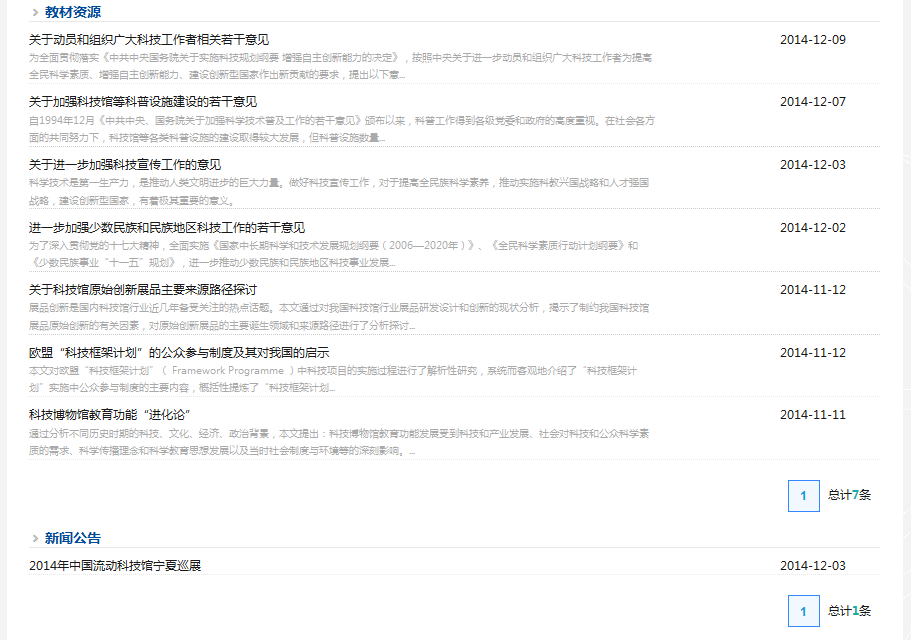 教材资源
关于动员和组织广大科技工作者相关若干意见 2014-12-09
为全面贯彻落实《中共中央国务院关于实施科技规划纲要 增强自主创新能力的决定》，按照中央关于进一步动员和组织广大科技工作者为提高
全民科学素质、增强自主创新能力、建设创新型国家作出新贡献的要求，提出以下意...
关于加强科技馆等科普设施建设的若干意见 2014-12-07
自1994年12月《中共中央、国务院关于加强科学技术普及工作的若干意见》颁布以来，科普工作得到各级党委和政府的高度重视。在社会各方
面的共同努力下，科技馆等各类科普设施的建设取得较大发展，但科普设施数量...
关于进一步加强科技宣传工作的意见 2014-12-03
科学技术是第一生产力，是推动人类文明进步的巨大力量。做好科技宣传工作，对于提高全民族科学素养，推动实施科教兴国战略和人才强国
战略，建设创新型国家，有着极其重要的意义。
进一步加强少数民族和民族地区科技工作的若干意见 2014-12-02
为了深入贯彻党的十七大精神，全面实施《国家中长期科学和技术发展规划纲要（2006—2020年）》、《全民科学素质行动计划纲要》和
《少数民族事业“十一五”规划》，进一步推动少数民族和民族地区科技事业发展...
关于科技馆原始创新展品主要来源路径探讨 2014-11-12
展品创新是国内科技馆行业近几年备受关注的热点话题。本文通过对我国科技馆行业展品研发设计和创新的现状分析，揭示了制约我国科技馆
展品原始创新的有关因素，对原始创新展品的主要诞生领域和来源路径进行了分析探讨...
欧盟“科技框架计划”的公众参与制度及其对我国的启示 2014-11-12
本文对欧盟“科技框架计划”（ Framework Programme ）中科技项目的实施过程进行了解析性研究，系统而客观地介绍了“科技框架计
划”实施中公众参与制度的主要内容，概括性提炼了“科技框架计划...
科技博物馆教育功能“进化论” 2014-11-11
通过分析不同历史时期的科技、文化、经济、政治背景，本文提出：科技博物馆教育功能发展受到科技和产业发展、社会对科技和公众科学素
质的需求、科学传播理念和科学教育思想发展以及当时社会制度与环境等的深刻影响。...
1 总计7条
新闻公告
2014年中国流动科技馆宁夏巡展 2014-12-03
1 总计1条